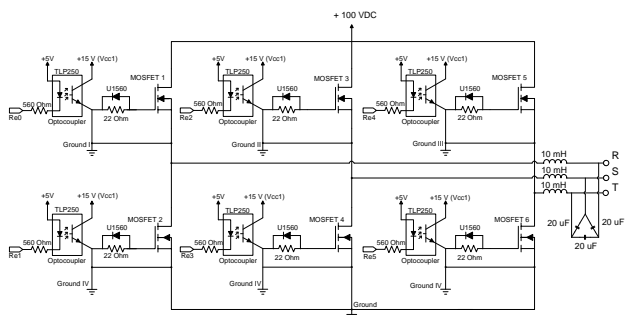 + 100 VDC
+5V
TLP250
+15 V (Vcc1)
MOSFET 1
U1560
560 Ohm
Re0
22 Ohm
Optocoupler
Ground I
+5V
TLP250
+15 V (Vcc1)
MOSFET 3
U1560
560 Ohm
Re2
22 Ohm
Optocoupler
Ground II
+5V
TLP250
+15 V (Vcc1)
MOSFET 5
U1560
560 Ohm
Re4
22 Ohm
Optocoupler
Ground III
10 mH
R
10 mH
S
10 mH
T
20 uF
20 uF
20 uF
+5V
TLP250
+15 V (Vcc1)
MOSFET 2
U1560
560 Ohm
Re1
22 Ohm
Optocoupler
Ground IV
+5V
TLP250
+15 V (Vcc1)
MOSFET 4
U1560
560 Ohm
Re3
22 Ohm
Optocoupler
Ground IV
+5V
TLP250
+15 V (Vcc1)
MOSFET 6
U1560
560 Ohm
Re5
22 Ohm
Optocoupler
Ground IV
Ground